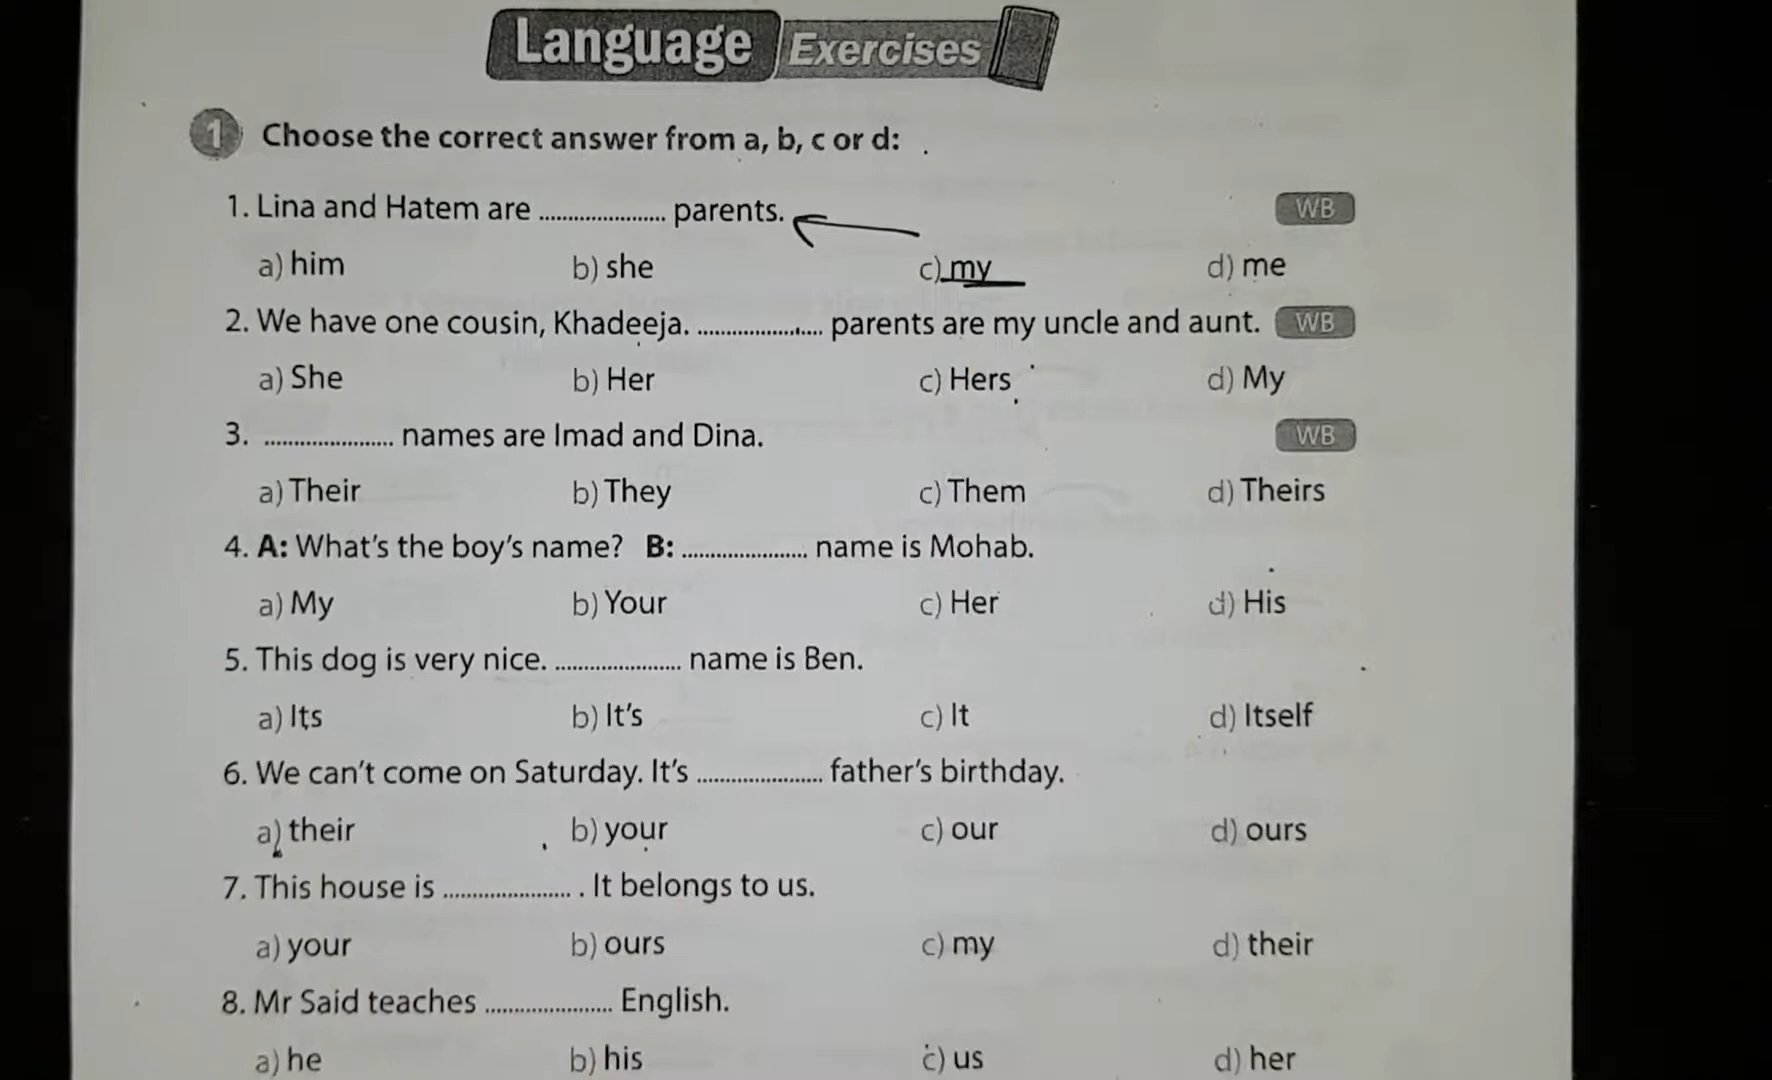 Language Exercises
1 Choose the correct answer from a, b, c or d:
1. Lina and Hatem are ...................... parents. WB
a) him b) she c) my d) me
2. We have one cousin, Khadeeja. ...................... parents are my uncle and aunt. WB
a) She b) Her c) Hers d) My
3. ...................... names are Imad and Dina. WB
a) Their b) They c) Them d) Theirs
4. A: What's the boy's name? B: ...................... name is Mohab.
a) My b) Your c) Her d) His
5. This dog is very nice. ...................... name is Ben.
a) Its b) It's c) It d) Itself
6. We can't come on Saturday. It's ...................... father's birthday.
a) their b) your c) our d) ours
7. This house is ...................... . It belongs to us.
a) your b) ours c) my d) their
8. Mr Said teaches ...................... English.
a) he b) his c) us d) her